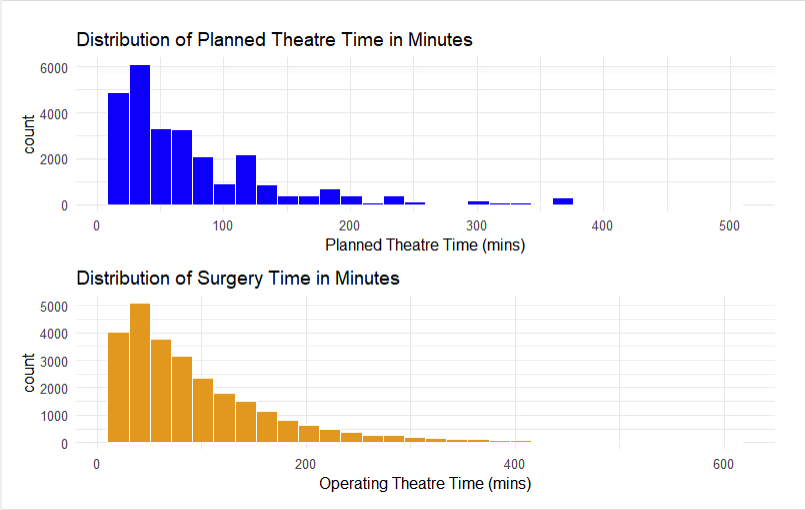 Distribution of Planned Theatre Time in Minutes
6000
4000
2000
0
count
0 100 200 300 400 500
Planned Theatre Time (mins)
Distribution of Surgery Time in Minutes
5000
4000
3000
2000
1000
0
count
0 200 400 600
Operating Theatre Time (mins)